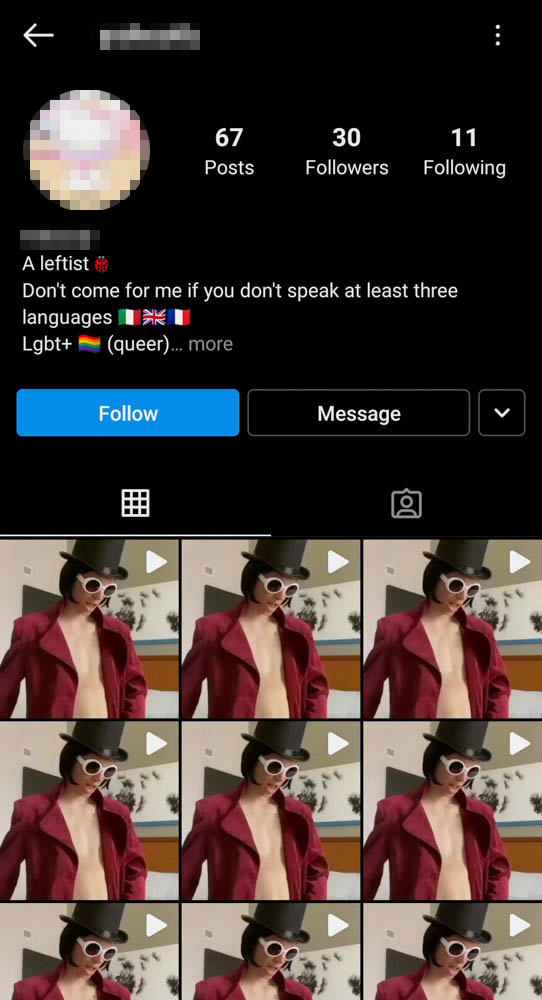 67 30 11
Posts Followers Following
A leftist 🐞
Don't come for me if you don't speak at least three
languages 🇮🇹🇬🇧🇫🇷
Lgbt+ 🏳️‍🌈 (queer)... more
Follow Message